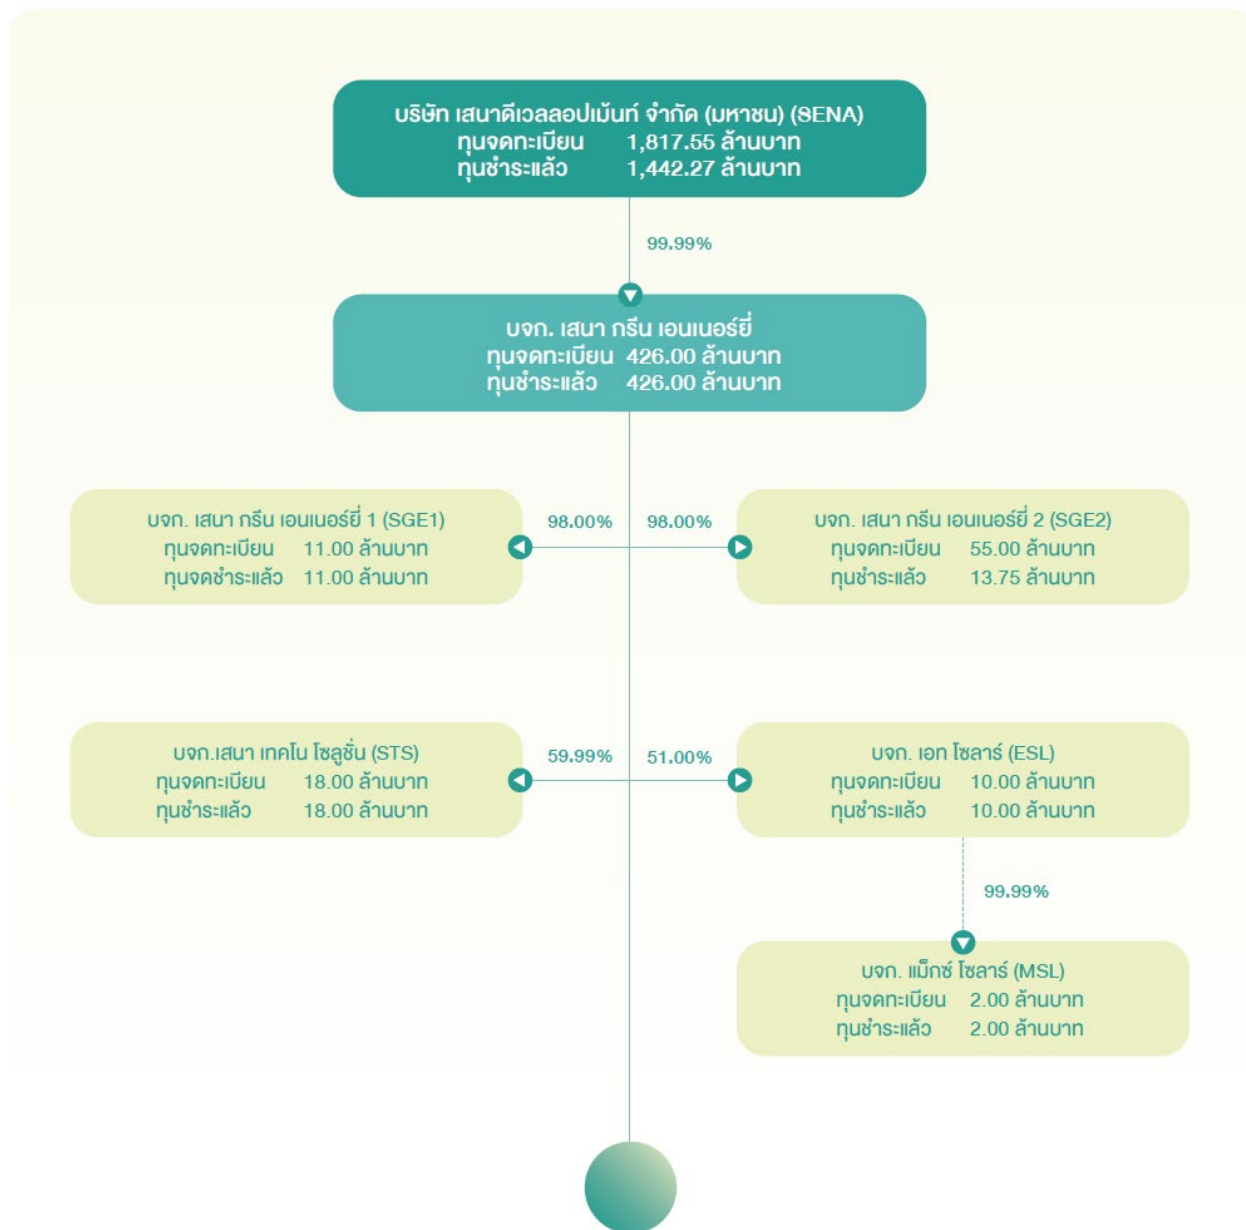 บริษัท เสนาดีเวลลอปเม้นท์ จำกัด (มหาชน) (SENA)
ทุนจดทะเบียน 1,817.55 ล้านบาท
ทุนชำระแล้ว 1,442.27 ล้านบาท
99.99%
บจก. เสนา กรีน เอนเนอร์ยี่
ทุนจดทะเบียน 426.00 ล้านบาท
ทุนชำระแล้ว 426.00 ล้านบาท
บจก. เสนา กรีน เอนเนอร์ยี่ 1 (SGE1)
ทุนจดทะเบียน 11.00 ล้านบาท
ทุนจดชำระแล้ว 11.00 ล้านบาท
98.00%
98.00%
บจก. เสนา กรีน เอนเนอร์ยี่ 2 (SGE2)
ทุนจดทะเบียน 55.00 ล้านบาท
ทุนชำระแล้ว 13.75 ล้านบาท
บจก.เสนา เทคโน โซลูชั่น (STS)
ทุนจดทะเบียน 18.00 ล้านบาท
ทุนชำระแล้ว 18.00 ล้านบาท
59.99%
51.00%
บจก. เอท โซลาร์ (ESL)
ทุนจดทะเบียน 10.00 ล้านบาท
ทุนชำระแล้ว 10.00 ล้านบาท
99.99%
บจก. แม็กซ์ โซลาร์ (MSL)
ทุนจดทะเบียน 2.00 ล้านบาท
ทุนชำระแล้ว 2.00 ล้านบาท